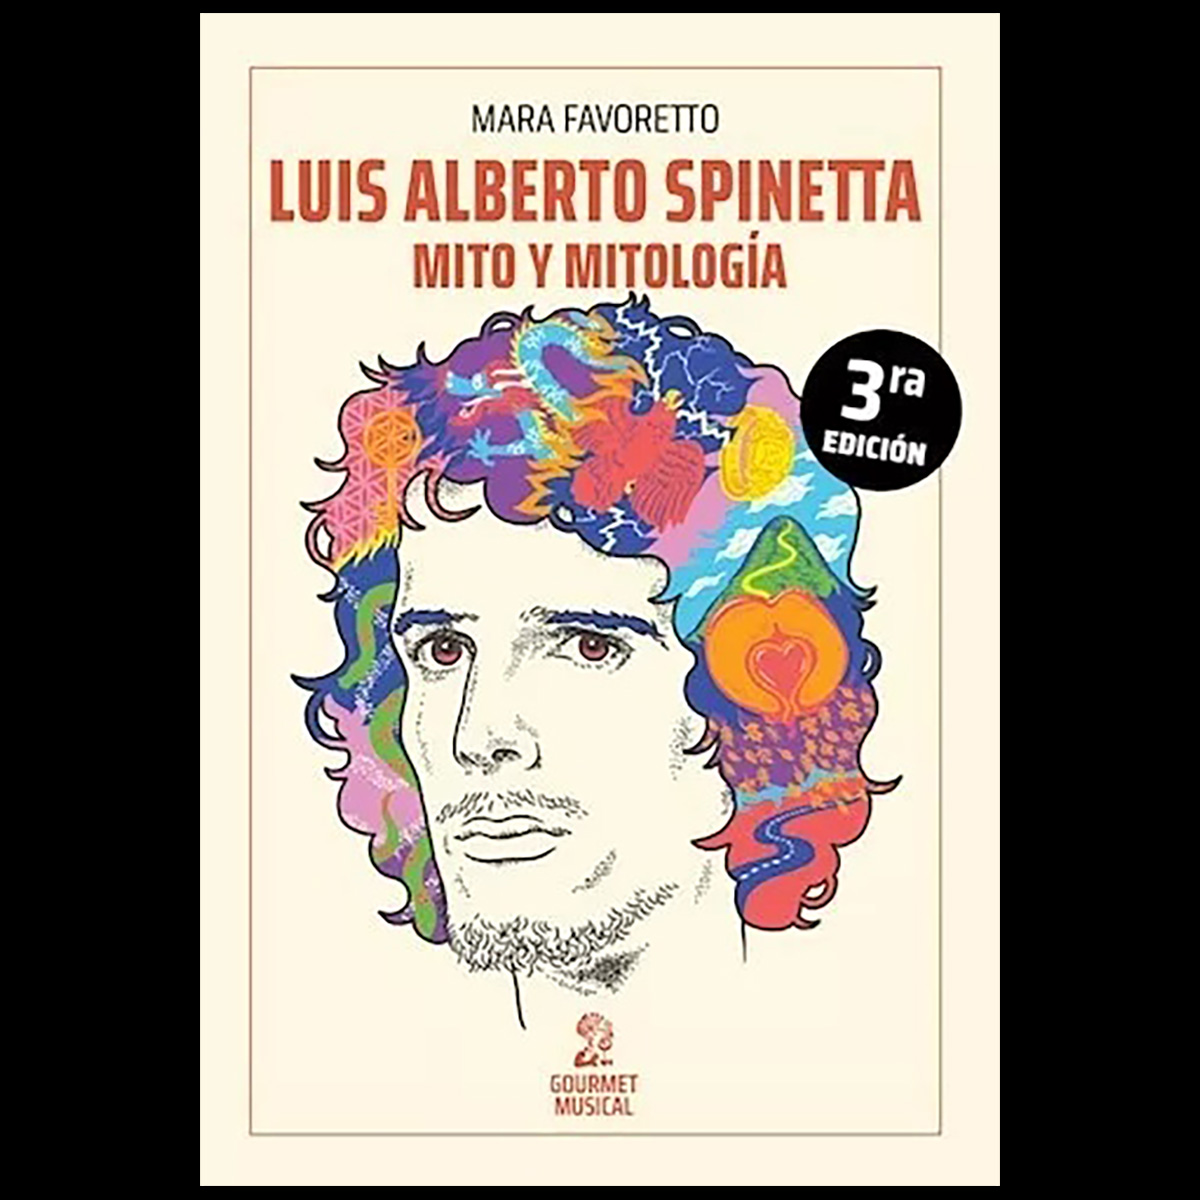 MARA FAVORETTO
LUIS ALBERTO SPINETTA
MITO Y MITOLOGÍA
3ra
EDICIÓN
GOURMET
MUSICAL